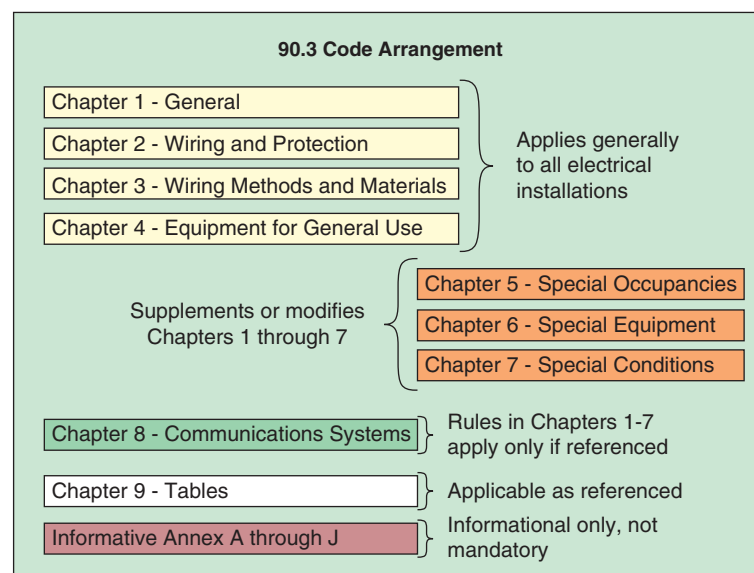 90.3 Code Arrangement
Chapter 1 - General
Chapter 2 - Wiring and Protection
Chapter 3 - Wiring Methods and Materials
Chapter 4 - Equipment for General Use
Applies generally
to all electrical
installations
Supplements or modifies
Chapters 1 through 7
Chapter 5 - Special Occupancies
Chapter 6 - Special Equipment
Chapter 7 - Special Conditions
Chapter 8 - Communications Systems
Rules in Chapters 1-7
apply only if referenced
Chapter 9 - Tables
Applicable as referenced
Informative Annex A through J
Informational only, not
mandatory